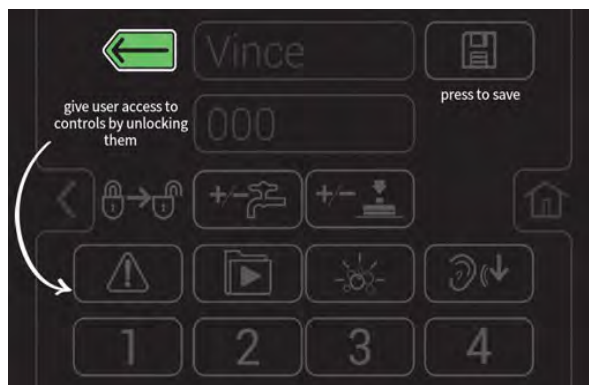 Vince
give user access to
controls by unlocking
them
press to save
000
+/-
+/-
1 2 3 4